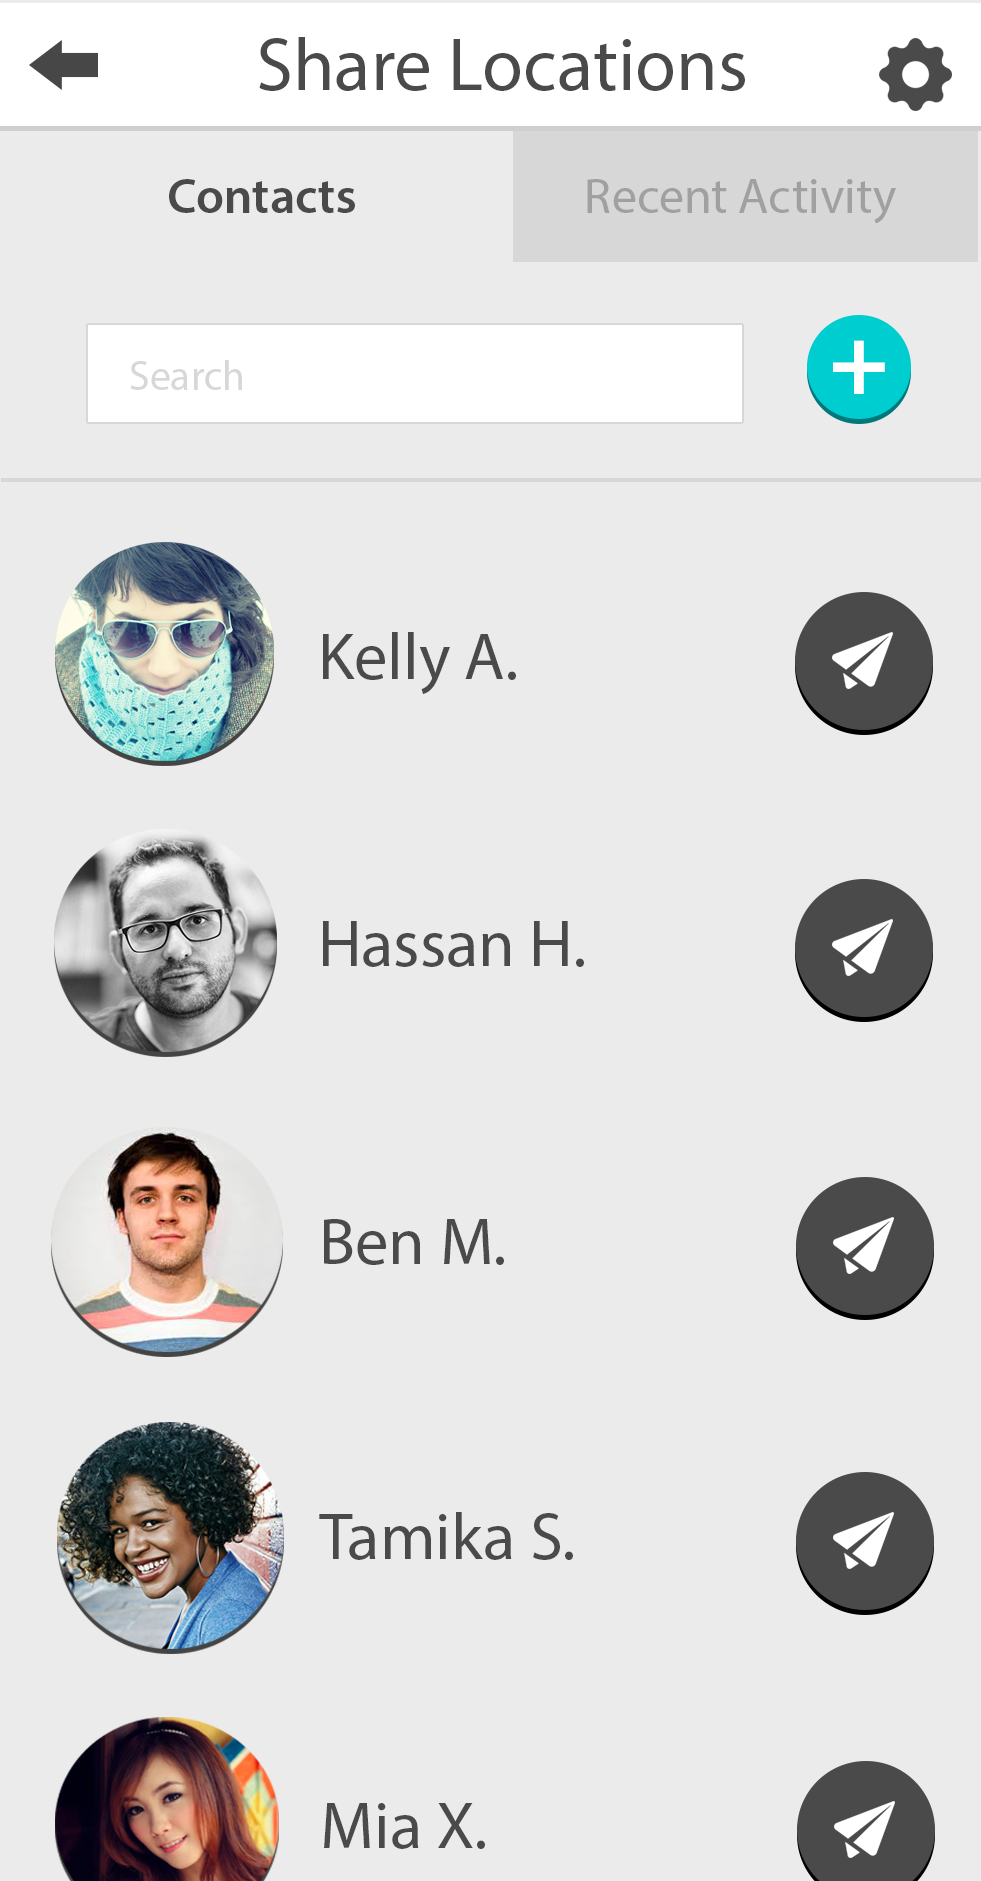 Share Locations
Contacts
Recent Activity
Search
Kelly A.
Hassan H.
Ben M.
Tamika S.
Mia X.